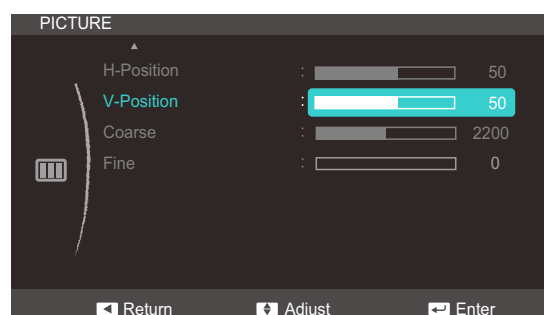 PICTURE
H-Position : 50
V-Position : 50
Coarse : 2200
Fine : 0
Return Adjust Enter